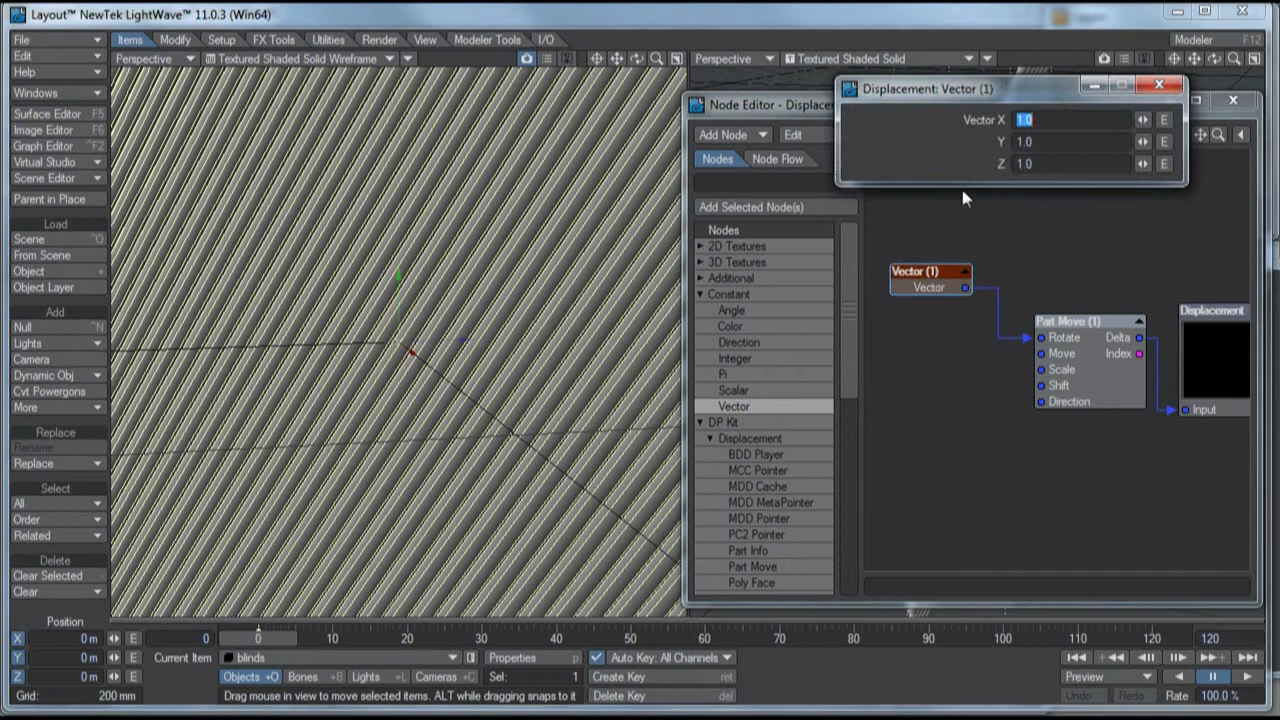 Layout™ NewTek LightWave™ 11.0.3 (Win64)
File
Items Modify Setup FX Tools Utilities Render View Modeler Tools I/O
Modeler F12
Edit
Perspective Textured Shaded Solid Wireframe
Perspective Textured Shaded Solid
Help
Windows
Surface Editor F5
Image Editor F6
Graph Editor ^F2
Virtual Studio
Scene Editor
Parent in Place
Load
Scene ^O
From Scene
Object +
Object Layer
Add
Null ^N
Lights
Camera
Dynamic Obj
Cvt Powergons
More
Replace
Rename
Replace
Select
All
Order
Related
Delete
Clear Selected -
Clear
Node Editor - Displacem
Add Node Edit
Nodes Node Flow
Add Selected Node(s)
Nodes
2D Textures
3D Textures
Additional
Constant
Angle
Color
Direction
Integer
Pi
Scalar
Vector
DP Kit
Displacement
BDD Player
MCC Pointer
MDD Cache
MDD MetaPointer
MDD Pointer
PC2 Pointer
Part Info
Part Move
Poly Face
Displacement: Vector (1)
Vector X 1.0 E
Y 1.0 E
Z 1.0 E
Vector (1)
Vector
Part Move (1)
Rotate Delta
Move Index
Scale
Shift
Direction
Displacement
Input
Position
X 0 m E 0
Y 0 m E
Z 0 m E
Grid: 200 mm
0 10 20 30 40 50 60 70 80 90 100 110 120 120
Current Item blinds Properties p Auto Key: All Channels
Objects +O Bones +B Lights +L Cameras +C Sel: 1 Create Key ret
Drag mouse in view to move selected items. ALT while dragging snaps to it Delete Key del
Preview
Undo Redo Rate 100.0 %